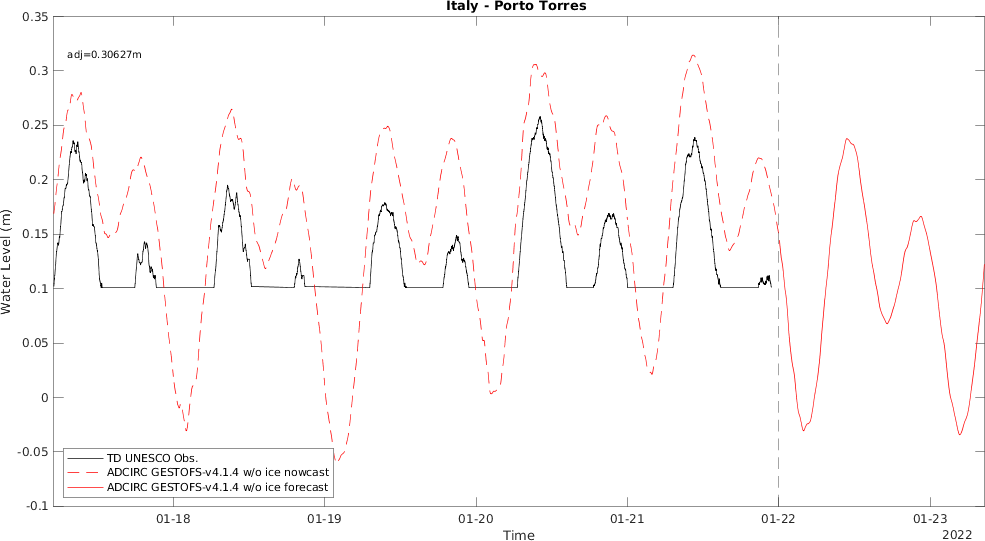 Italy - Porto Torres
adj=0.30627m
0.35
0.3
0.25
0.2
0.15
0.1
0.05
0
-0.05
-0.1
Water Level (m)
TD UNESCO Obs.
ADCIRC GESTOFS-v4.1.4 w/o ice nowcast
ADCIRC GESTOFS-v4.1.4 w/o ice forecast
01-18 01-19 01-20 01-21 01-22 01-23
Time
2022